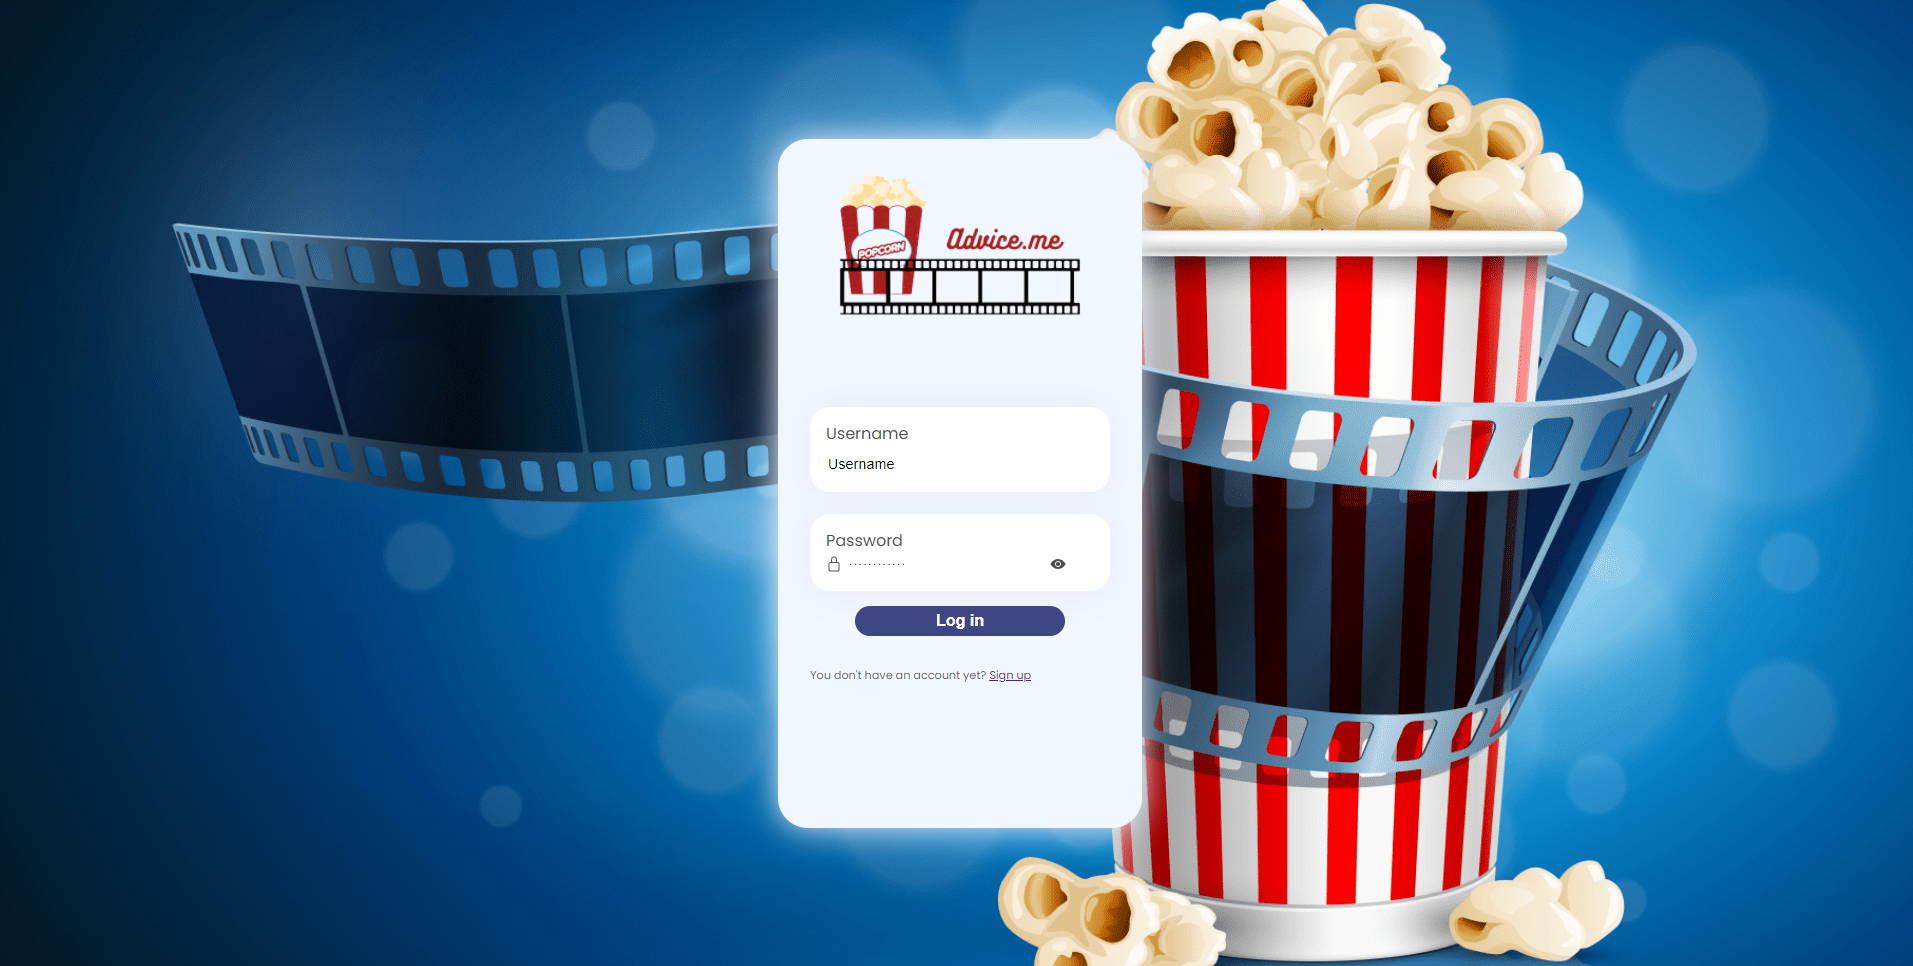 POPCORN
Advice.me
Username
Username
Password
············
Log in
You don't have an account yet? Sign up